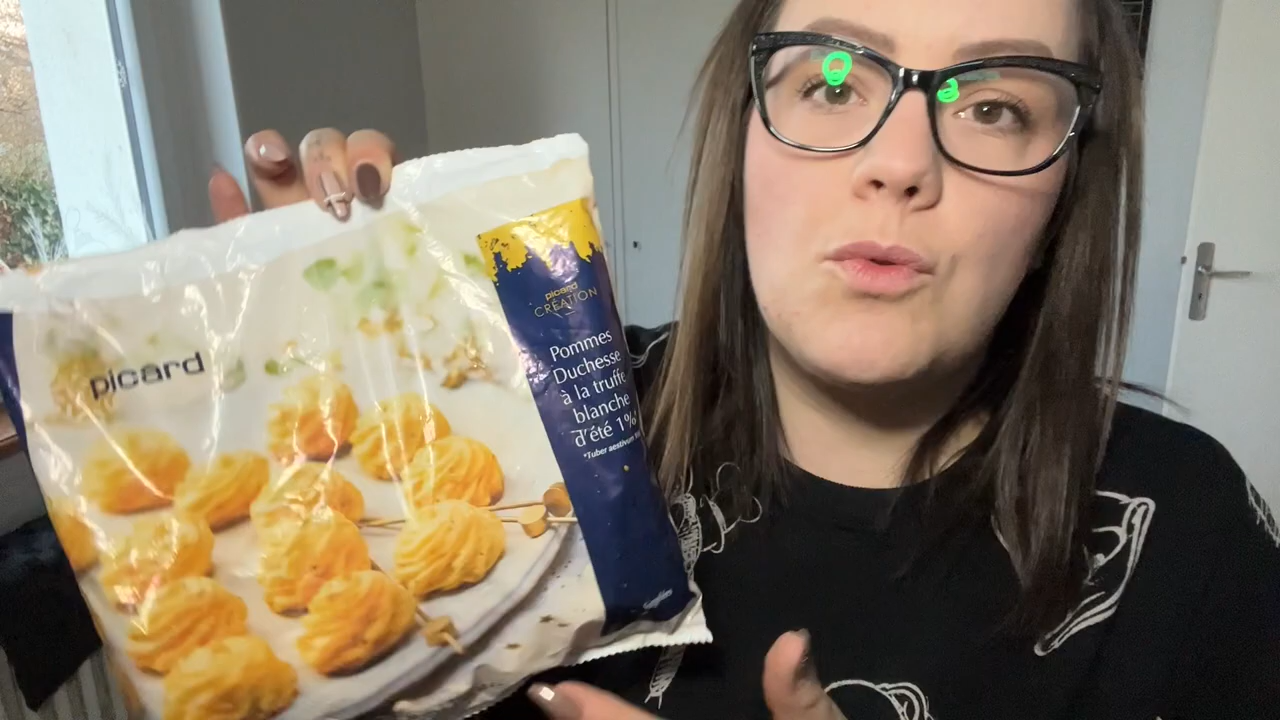 picard
picard
CRÉATION
Pommes
Duchesse
à la truffe
blanche
d'été 1%*
*Tuber aestivum